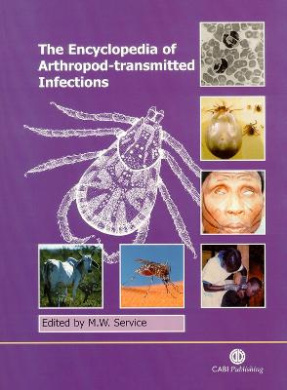 The Encyclopedia of
Arthropod-transmitted
Infections
Edited by M.W. Service
CABI Publishing